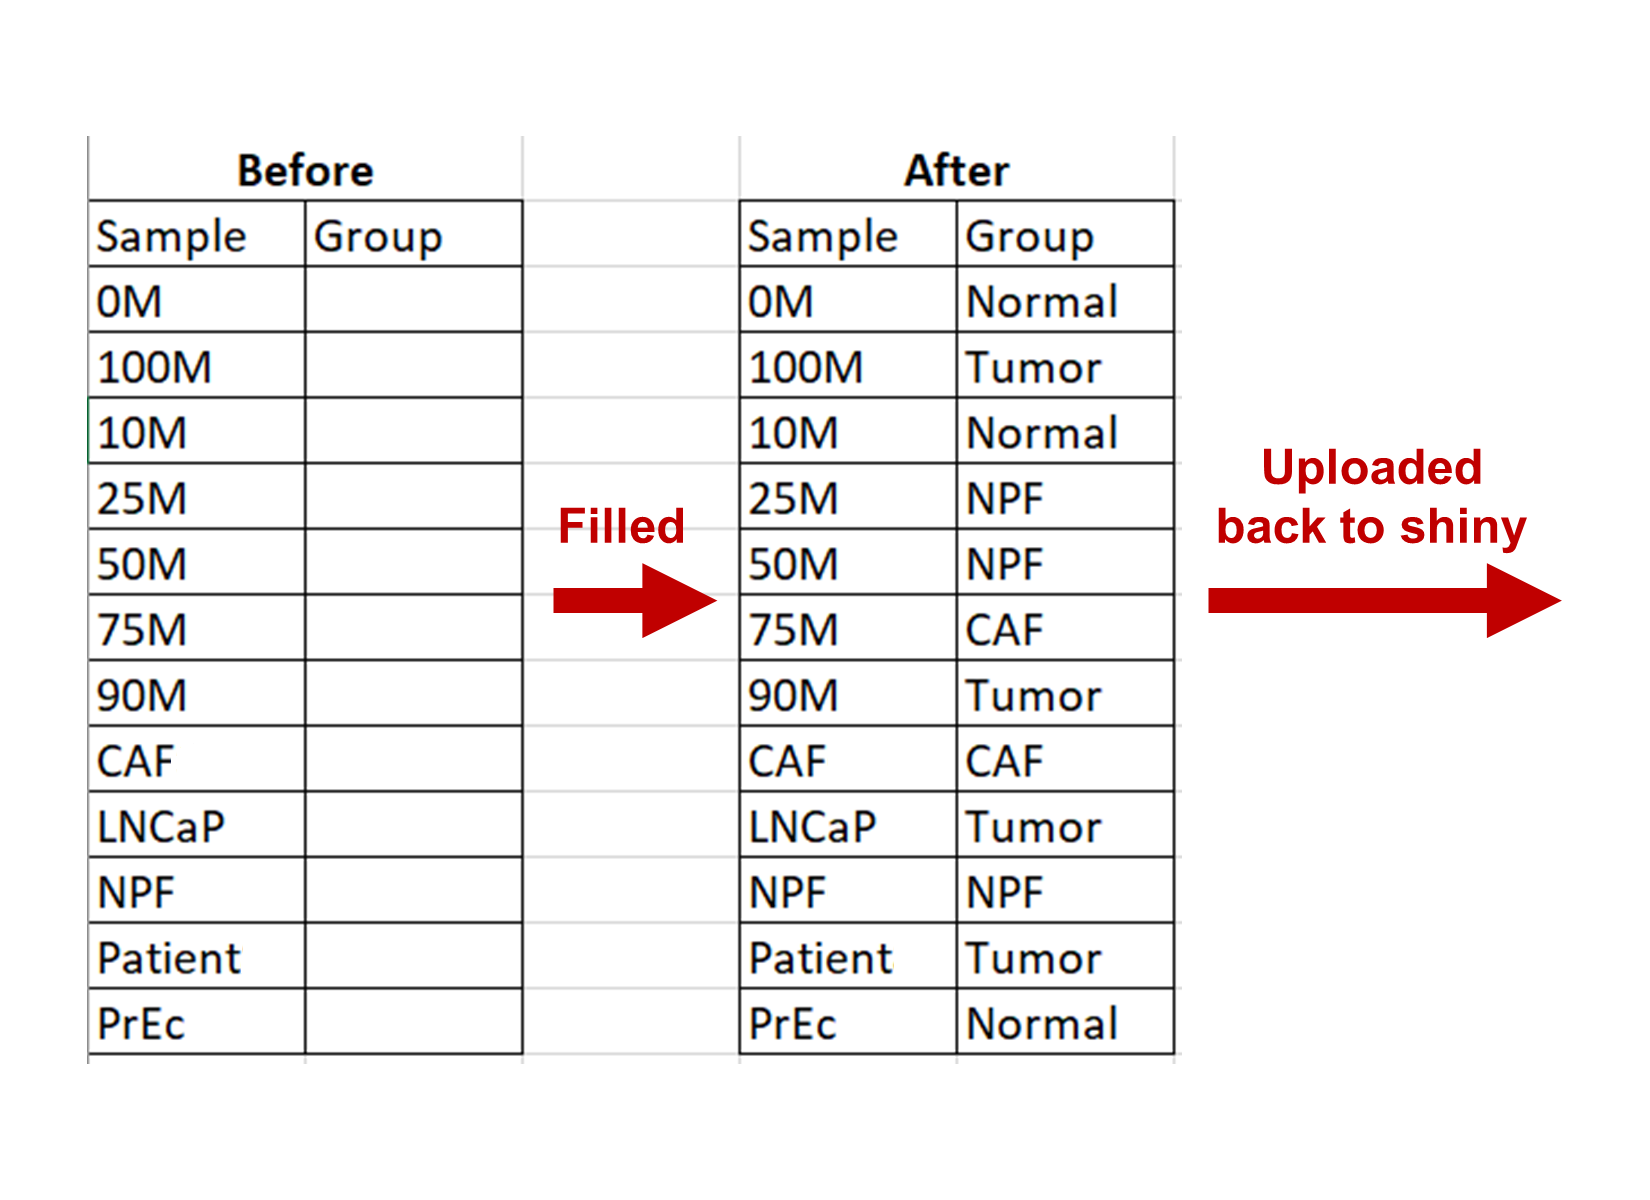 Before
Sample Group
0M
100M
10M
25M
50M
75M
90M
CAF
LNCaP
NPF
Patient
PrEc
Filled
After
Sample Group
0M Normal
100M Tumor
10M Normal
25M NPF
50M NPF
75M CAF
90M Tumor
CAF CAF
LNCaP Tumor
NPF NPF
Patient Tumor
PrEc Normal
Uploaded
back to shiny